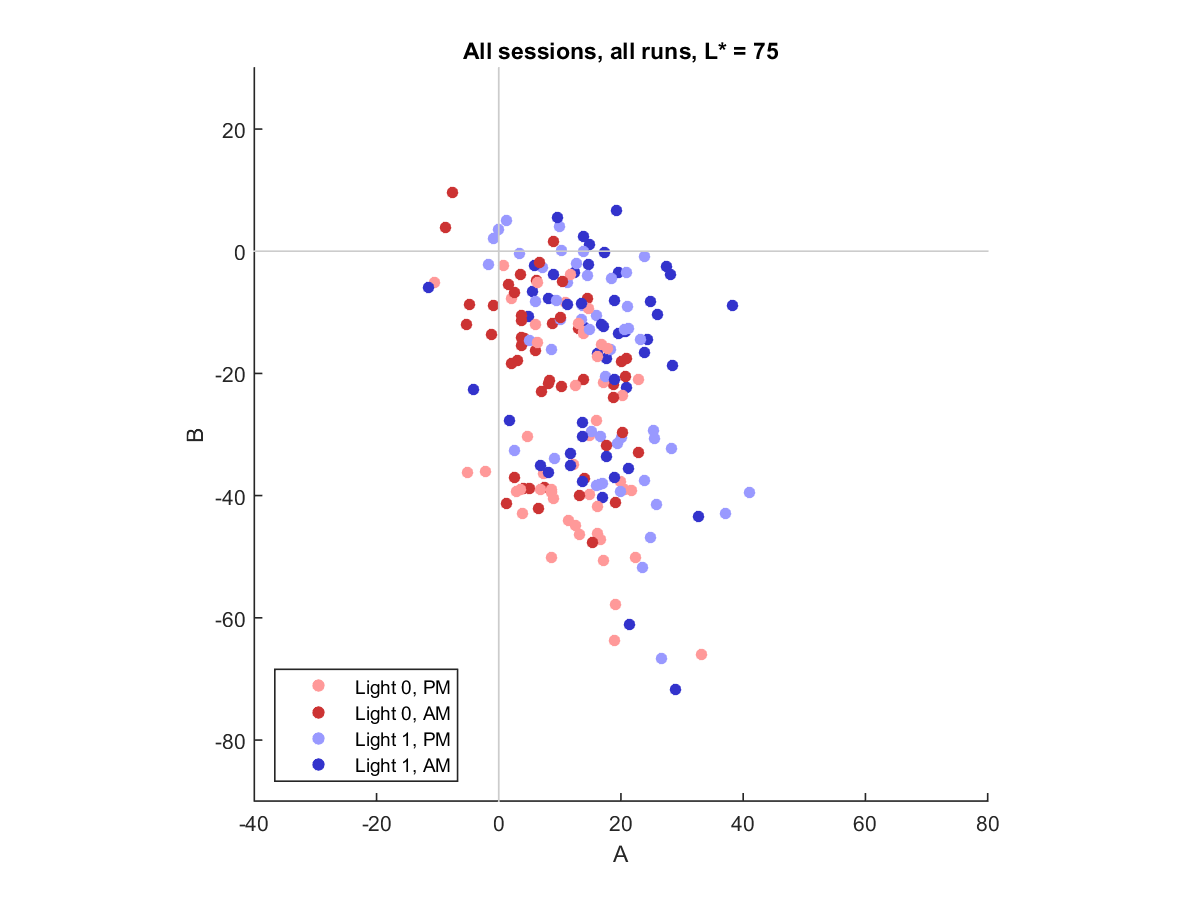 All sessions, all runs, L* = 75
20
0
-20
-40
-60
-80
B
Light 0, PM
Light 0, AM
Light 1, PM
Light 1, AM
-40 -20 0 20 40 60 80
A